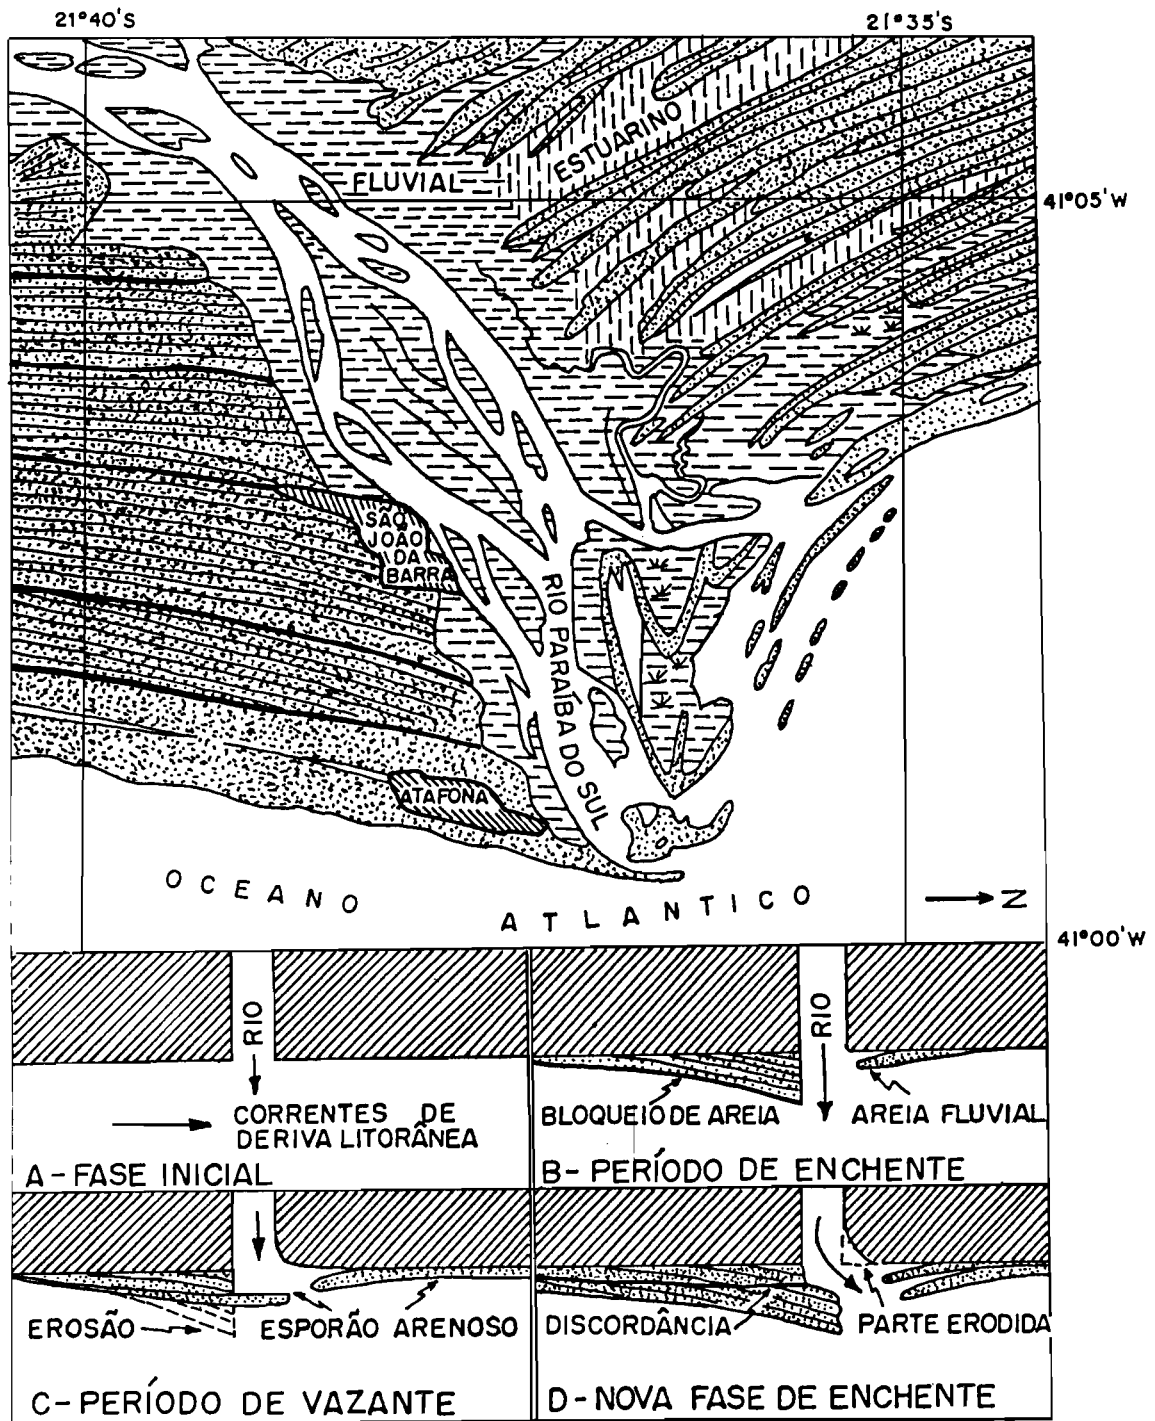 21°40'S
21°35'S
ESTUARINO
FLUVIAL
41°05'W
SÃO
JOÃO
DA
BARRA
RIO PARAÍBA DO SUL
ATAFONA
OCEANO
ATLANTICO
N
41°00'W
RIO
CORRENTES DE
DERIVA LITORÂNEA
A-FASE INICIAL
RIO
BLOQUEIO DE AREIA
AREIA FLUVIAL
B-PERÍODO DE ENCHENTE
EROSÃO
ESPORÃO ARENOSO
C-PERÍODO DE VAZANTE
DISCORDÂNCIA
PARTE ERODIDA
D-NOVA FASE DE ENCHENTE